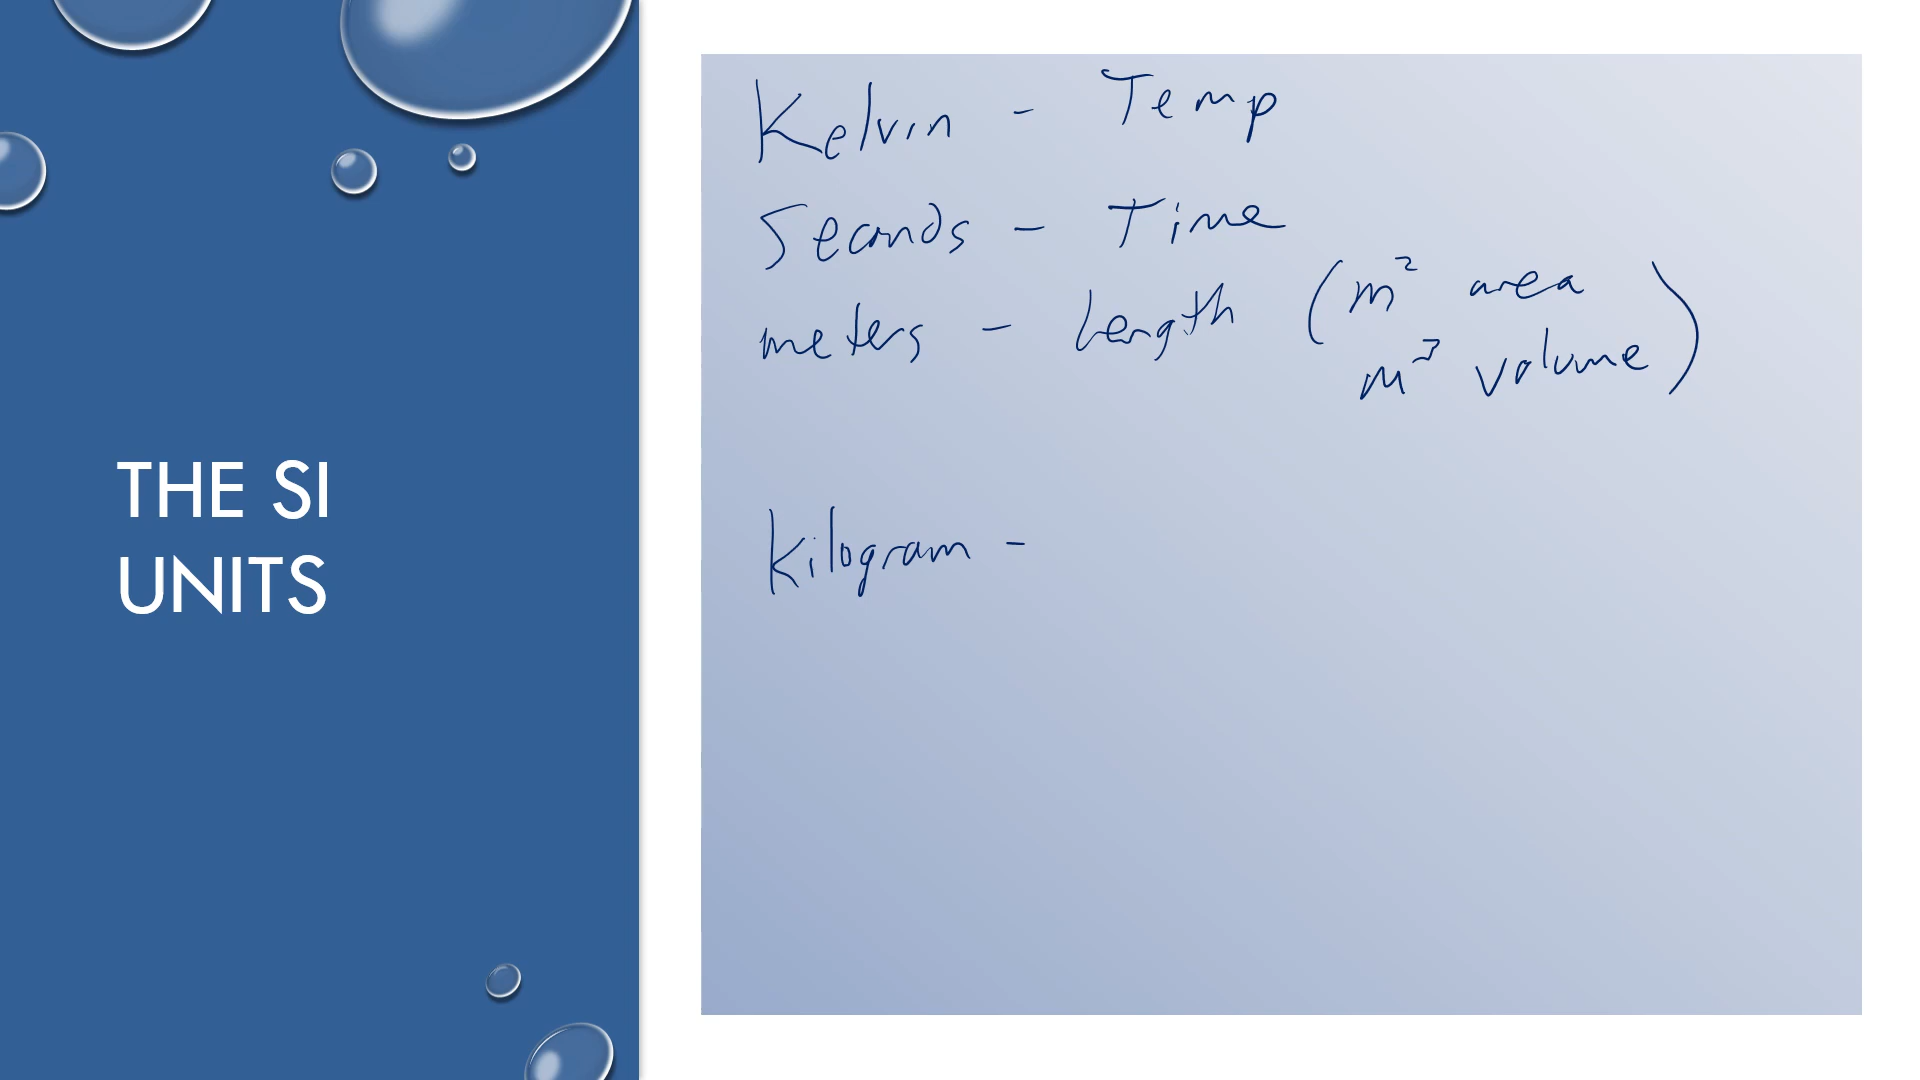 THE SI
UNITS
Kelvin - Temp
Seconds - Time
meters - Length (m² area
m³ volume)
Kilogram -